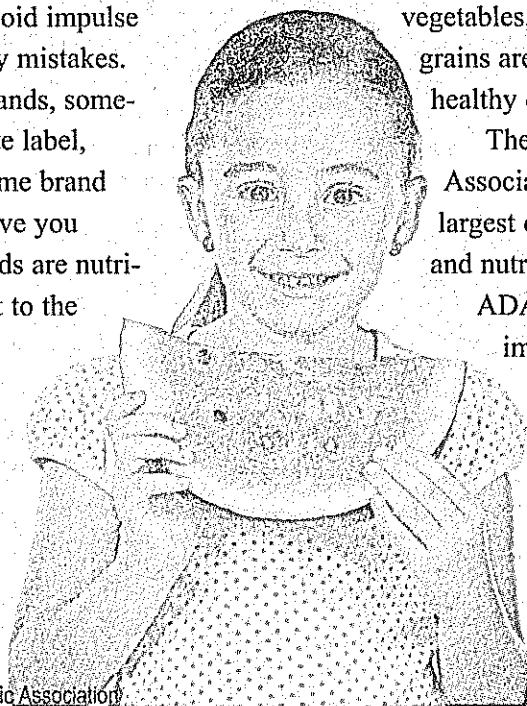 oid impulse
y mistakes.
ands, some-
te label,
me brand
ve you
ds are nutri-
t to the
vegetables,
grains are
healthy
The
Associa
largest
and nutr
ADA
im
ic Association